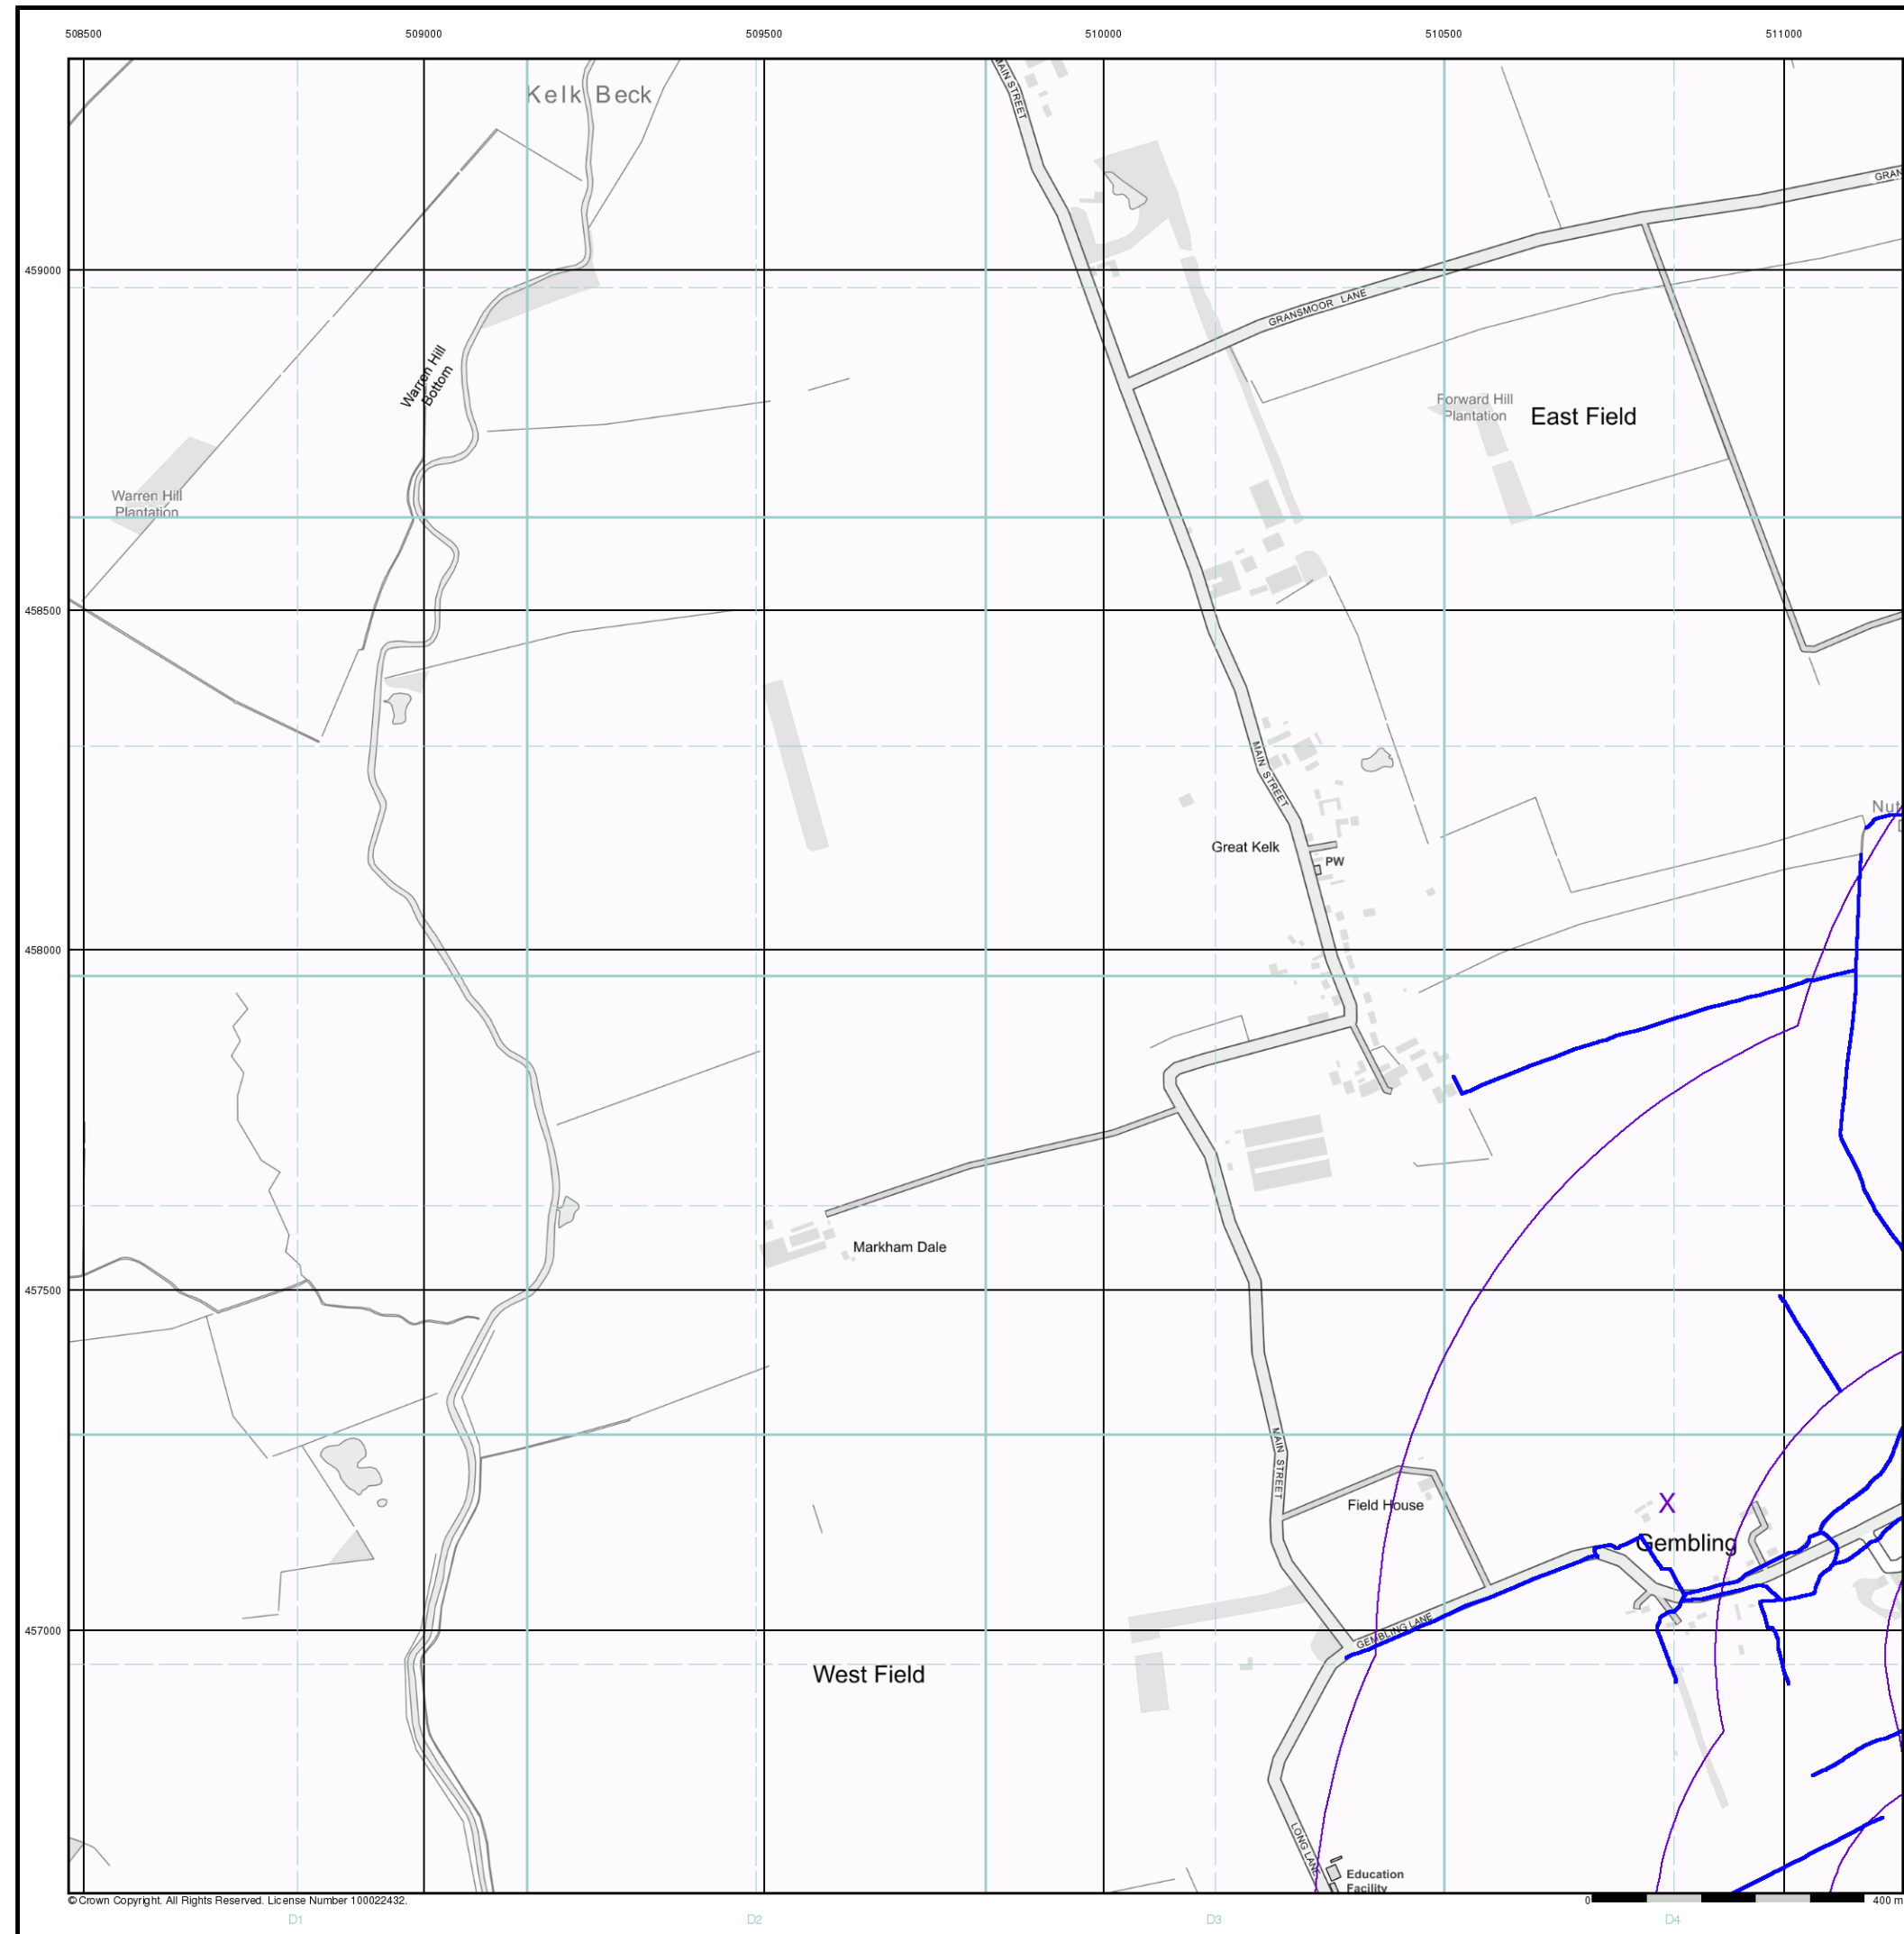 508500 509000 509500 510000 510500 511000
Kelk Beck
MAIN STREET
GRAN
459000
GRANSMOOR LANE
Warren Hill
Bottom
Forward Hill
Plantation
East Field
Warren Hill
Plantation
458500
MAIN STREET
Nut
Great Kelk
PW
458000
Markham Dale
457500
MAIN STREET
Field House
X
Gembling
GEMBLING LANE
457000
West Field
LONG LANE
Education
Facility
© Crown Copyright. All Rights Reserved. License Number 100022432.
0 400 m
D1 D2 D3 D4